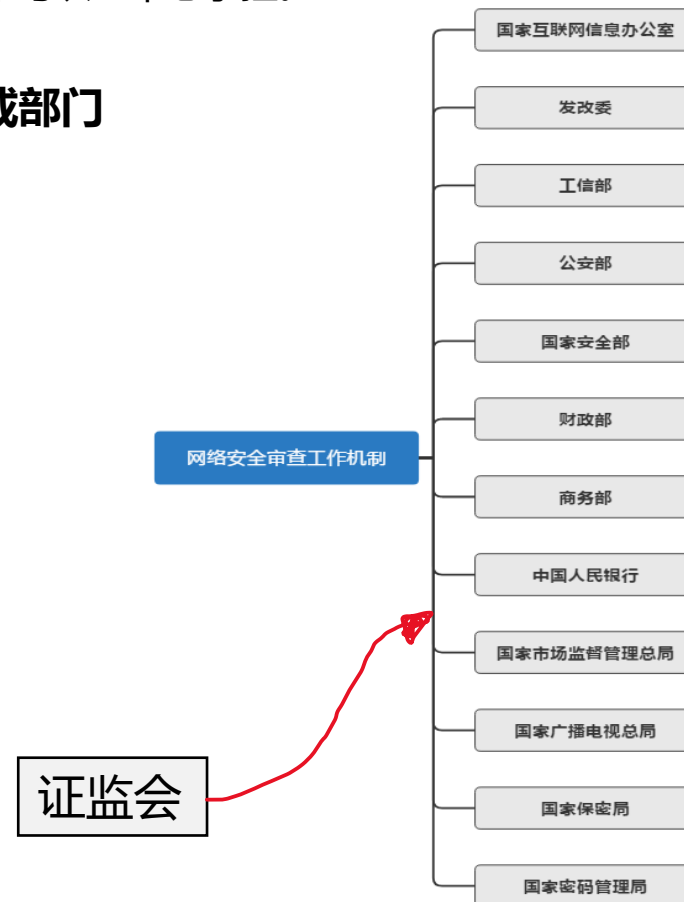 部门
国家互联网信息办公室
发改委
工信部
公安部
国家安全部
财政部
网络安全审查工作机制
商务部
中国人民银行
国家市场监督管理总局
国家广播电视总局
证监会
国家保密局
国家密码管理局